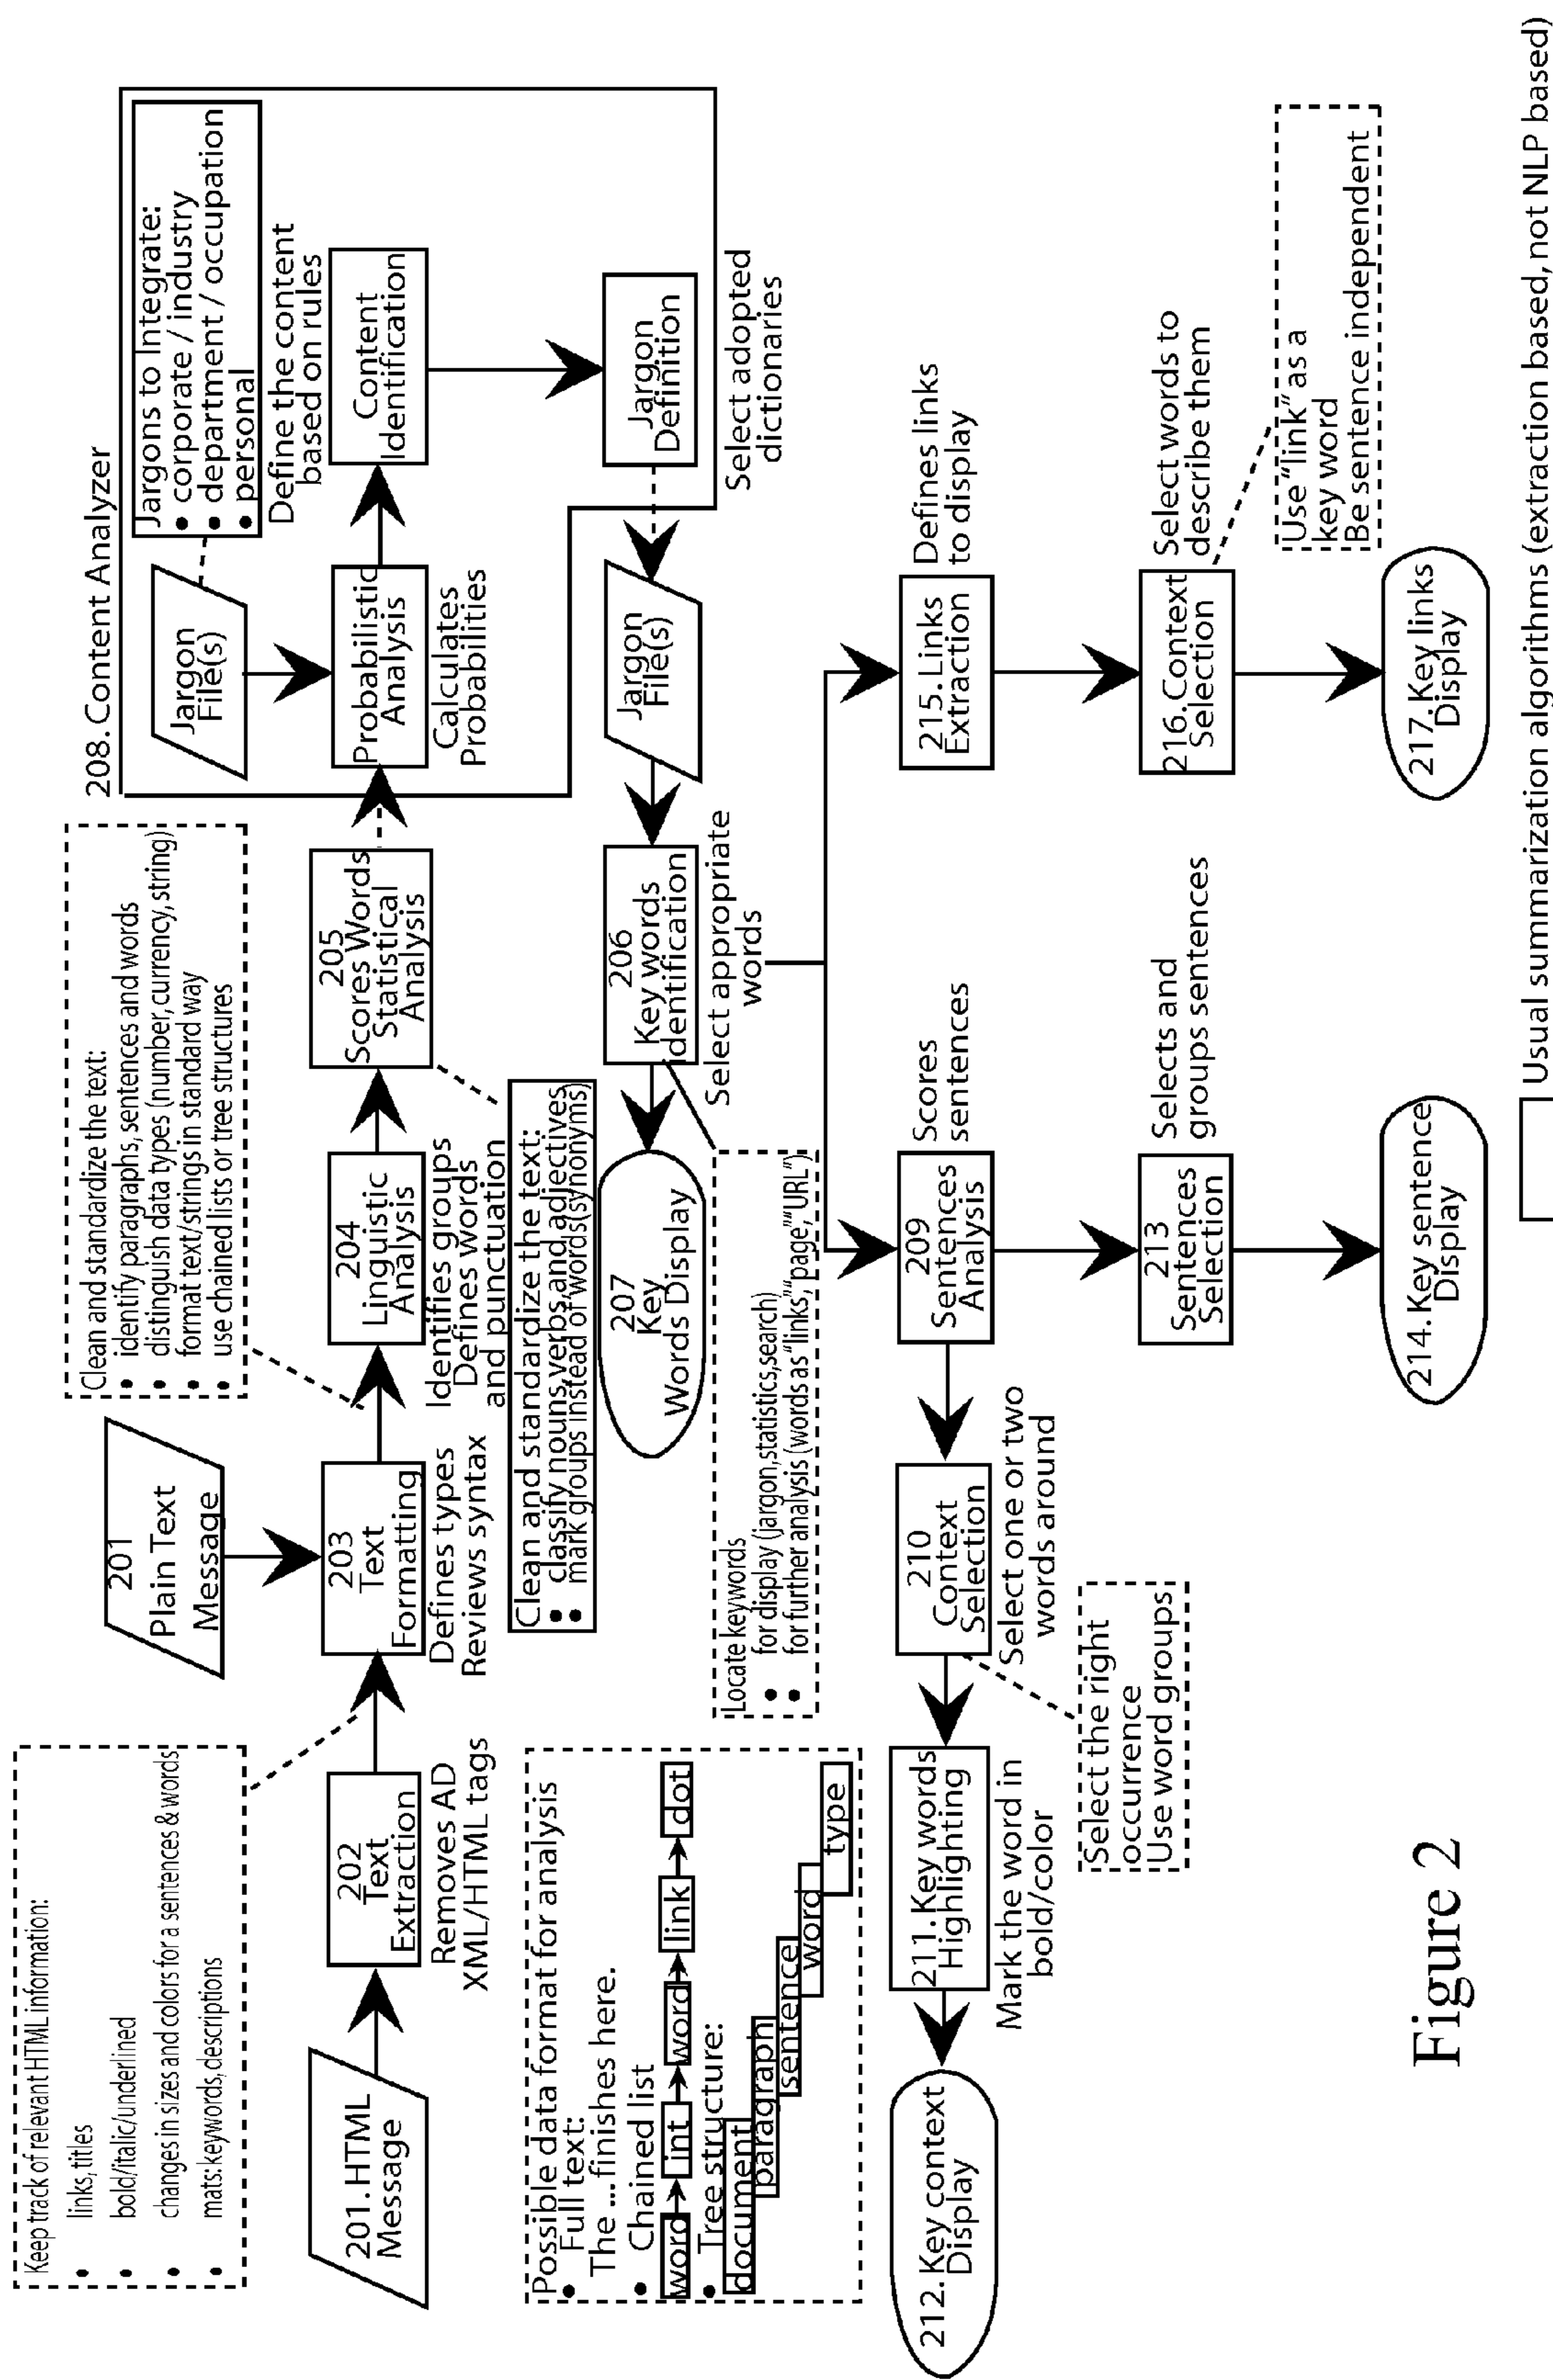 Keep track of relevant HTML information:
• links, titles
• bold/italic/underlined
• changes in sizes and colors for a sentences & words
• mats: keywords, descriptions
201. HTML
Message
202
Text
Extraction
Removes AD
XML/HTML tags
201
Plain Text
Message
203
Text
Formatting
Defines types
Reviews syntax
Clean and standardize the text:
• identify paragraphs, sentences and words
• distinguish data types (number, currency, string)
• format text/strings in standard way
• use chained lists or tree structures
204
Linguistic
Analysis
Identifies groups
Defines words
and punctuation
205
Scores Words
Statistical
Analysis
Clean and standardize the text:
• classify nouns, verbs, and adjectives
• mark groups instead of words (synonyms)
208. Content Analyzer
Jargon
File(s)
Jargons to Integrate:
• corporate / industry
• department / occupation
• personal
Probabilistic
Analysis
Calculates
Probabilities
Define the content
based on rules
Content
Identification
Jargon
Definition
Select adopted
dictionaries
Jargon
File(s)
206
Key words
identification
Select appropriate
words
207
Key
Words Display
Locate keywords
• for display (jargon, statistics, search)
• for further analysis (words as "links," "page," "URL")
Possible data format for analysis
• Full text:
The ... finishes here.
• Chained list
word int word link dot
• Tree structure:
document
paragraph
sentence
word
type
209
Sentences
Analysis
Scores
sentences
210
Context
Selection
Select one or two
words around
Select the right
occurrence
Use word groups
211. Key words
Highlighting
Mark the word in
bold/color
212. Key context
Display
213
Sentences
Selection
Selects and
groups sentences
214. Key sentence
Display
215. Links
Extraction
Defines links
to display
216. Context
Selection
Select words to
describe them
Use "link" as a
key word
Be sentence independent
217. Key links
Display
Usual summarization algorithms (extraction based, not NLP based)
Figure 2